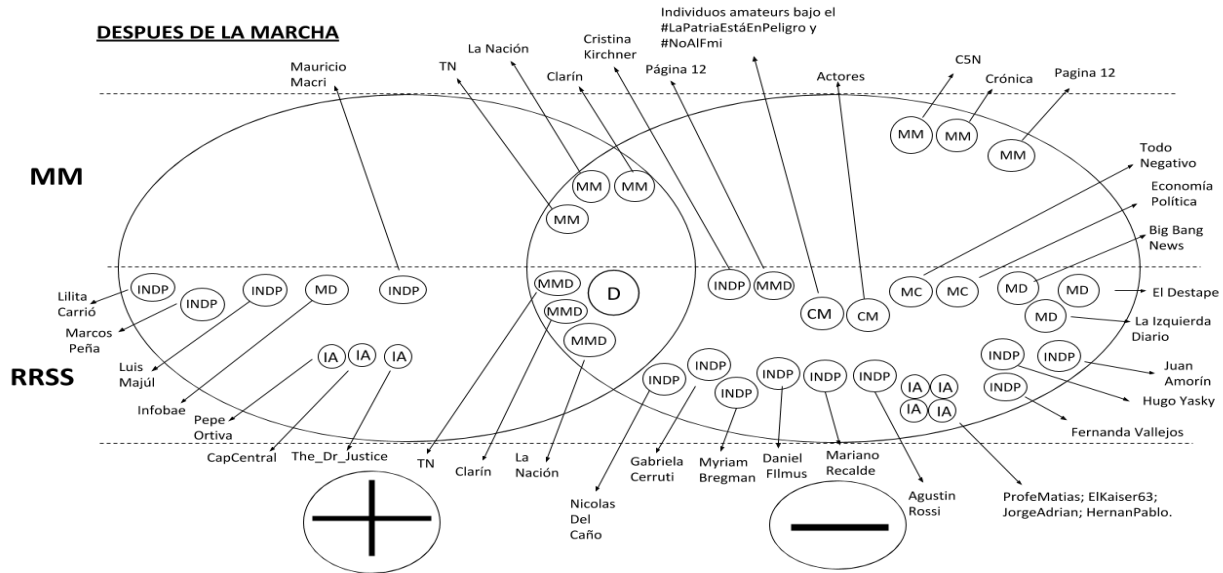 DESPUES DE LA MARCHA
Individuos amateurs bajo el
#LaPatriaEstáEnPeligro y
#NoAlFmi
Mauricio
Macri
TN
La Nación
Clarín
Cristina
Kirchner
Página 12
Actores
C5N
Crónica
Pagina 12
MM
MM
MM
MM
MM
MM
MM
Todo
Negativo
Economía
Política
Big Bang
News
El Destape
La Izquierda
Diario
INDP
INDP
INDP
MD
INDP
MMD
MMD
MMD
D
INDP
MMD
CM
CM
MC
MC
MD
MD
MD
Lilita
Carrió
Marcos
Peña
Luis
Majúl
RRSS
IA
IA
IA
INDP
INDP
INDP
INDP
INDP
INDP
IA
IA
IA
IA
INDP
INDP
INDP
Juan
Amorín
Hugo Yasky
Fernanda Vallejos
Infobae
Pepe
Ortiva
CapCentral
The_Dr_Justice
TN
Clarín
La
Nación
Nicolas
Del
Caño
Gabriela
Cerruti
Myriam
Bregman
Daniel
FIlmus
Mariano
Recalde
Agustin
Rossi
ProfeMatias; ElKaiser63;
JorgeAdrian; HernanPablo.